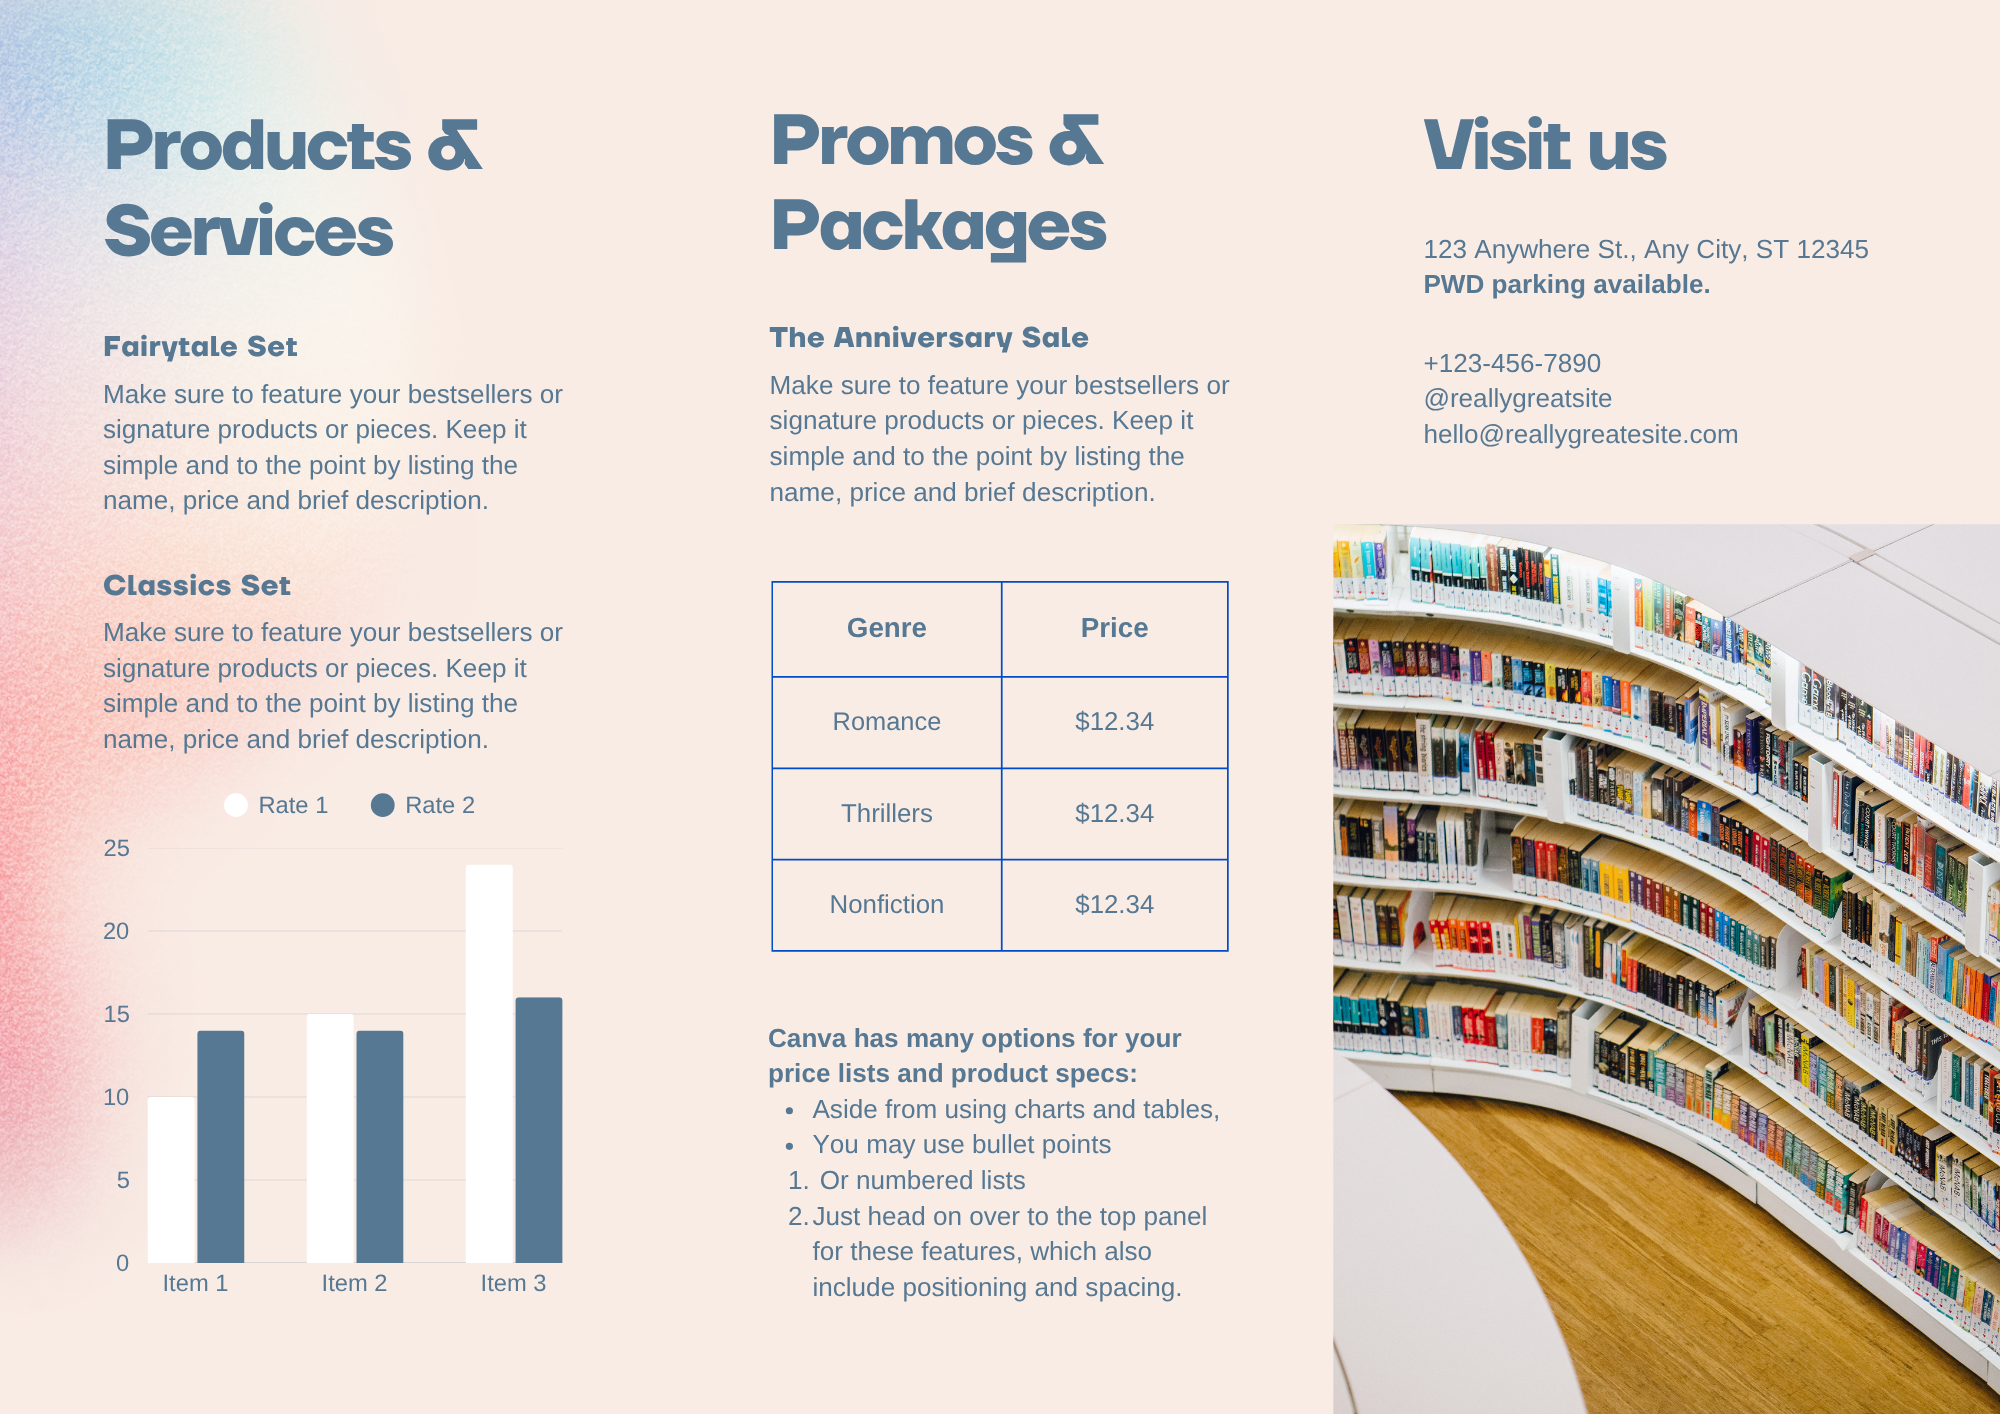 Products &
Services
Fairytale Set
Make sure to feature your bestsellers or
signature products or pieces. Keep it
simple and to the point by listing the
name, price and brief description.
Classics Set
Make sure to feature your bestsellers or
signature products or pieces. Keep it
simple and to the point by listing the
name, price and brief description.
Rate 1 Rate 2
25
20
15
10
5
0
Item 1 Item 2 Item 3
Promos &
Packages
The Anniversary Sale
Make sure to feature your bestsellers or
signature products or pieces. Keep it
simple and to the point by listing the
name, price and brief description.
Genre Price
Romance $12.34
Thrillers $12.34
Nonfiction $12.34
Canva has many options for your
price lists and product specs:
• Aside from using charts and tables,
• You may use bullet points
1. Or numbered lists
2. Just head on over to the top panel
for these features, which also
include positioning and spacing.
Visit us
123 Anywhere St., Any City, ST 12345
PWD parking available.
+123-456-7890
@reallygreatsite
hello@reallygreatesite.com